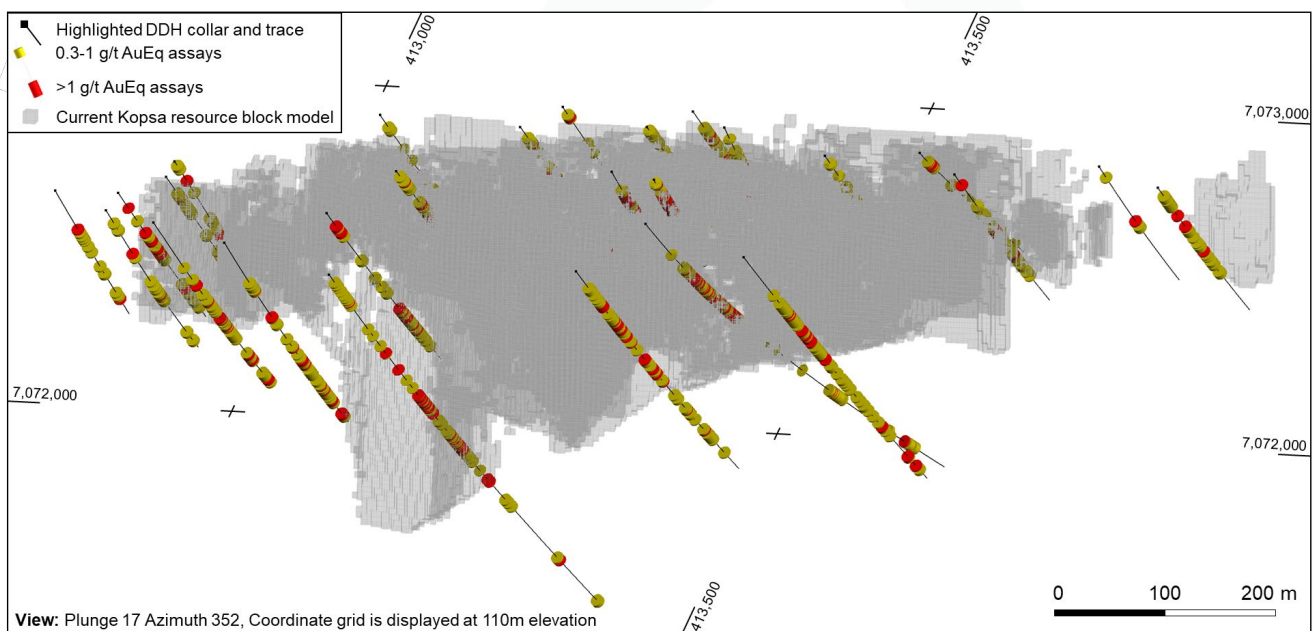 Highlighted DDH collar and trace
0.3-1 g/t AuEq assays
>1 g/t AuEq assays
Current Kopsa resource block model
413,000
413,500
7,073,000
7,072,000
7,072,000
413,500
0 100 200 m
View: Plunge 17 Azimuth 352, Coordinate grid is displayed at 110m elevation